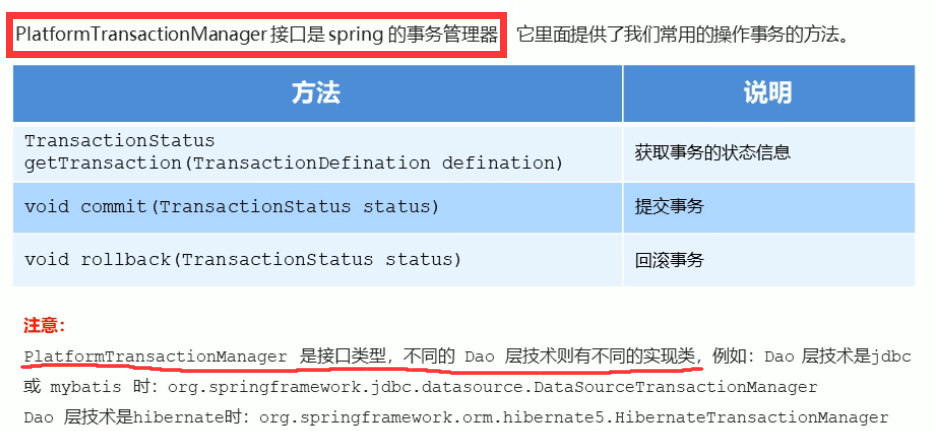 PlatformTransactionManager 接口是 spring 的事务管理器 它里面提供了我们常用的操作事务的方法。
方法 说明
TransactionStatus
getTransaction(TransactionDefination defination) 获取事务的状态信息
void commit(TransactionStatus status) 提交事务
void rollback(TransactionStatus status) 回滚事务
注意：
PlatformTransactionManager 是接口类型，不同的 Dao 层技术则有不同的实现类，例如：Dao 层技术是jdbc
或 mybatis 时：org.springframework.jdbc.datasource.DataSourceTransactionManager
Dao 层技术是hibernate时：org.springframework.orm.hibernate5.HibernateTransactionManager